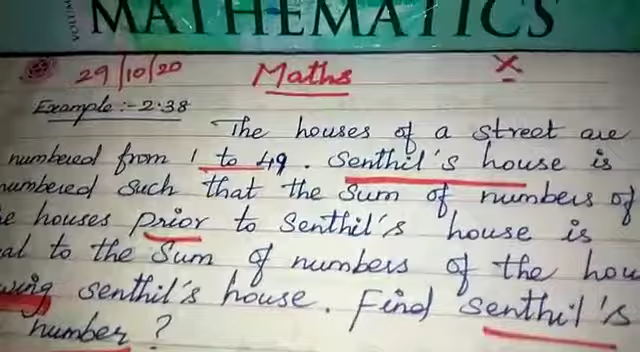 MATHEMATICS
29/10/20 Maths X
Example:- 2.38
The houses of a street are
numbered from 1 to 49. Senthil's house is
numbered such that the sum of numbers of
houses prior to Senthil's house is
to the Sum of numbers of the
senthil's house. Find senthil's
number?